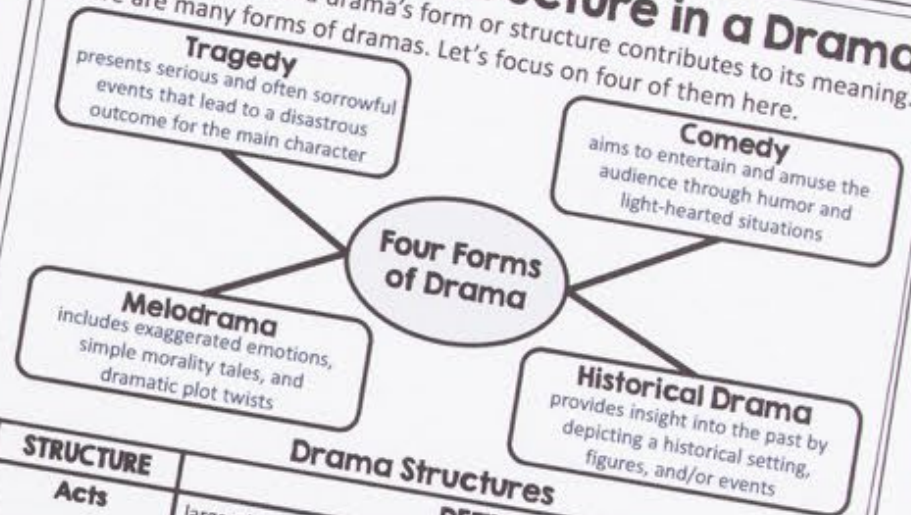 in a Drama
drama's form or structure contributes to its meaning.
are many forms of dramas. Let's focus on four of them here.
Tragedy
presents serious and often sorrowful
events that lead to a disastrous
outcome for the main character
Comedy
aims to entertain and amuse the
audience through humor and
light-hearted situations
Four Forms
of Drama
Melodrama
includes exaggerated emotions,
simple morality tales, and
dramatic plot twists
Historical Drama
provides insight into the past by
depicting a historical setting,
figures, and/or events
Drama Structures
STRUCTURE
Acts